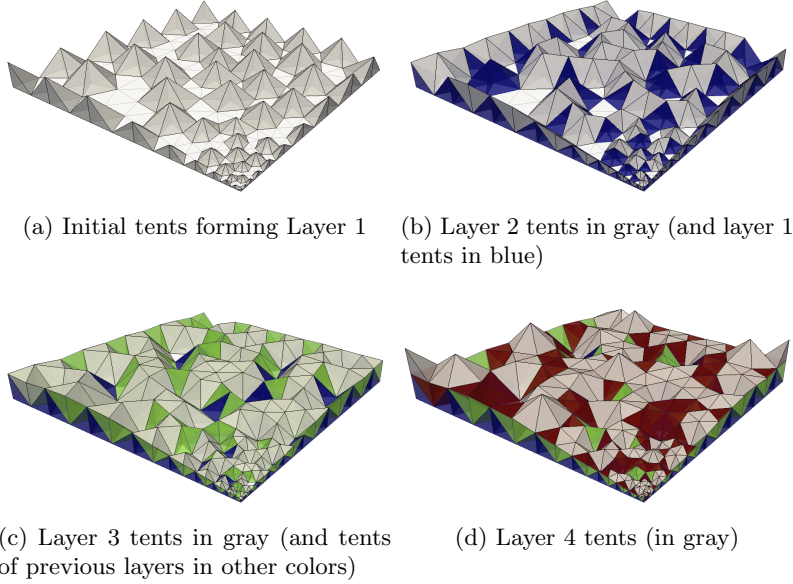 (a) Initial tents forming Layer 1
(b) Layer 2 tents in gray (and layer 1
tents in blue)
(c) Layer 3 tents in gray (and tents
of previous layers in other colors)
(d) Layer 4 tents (in gray)